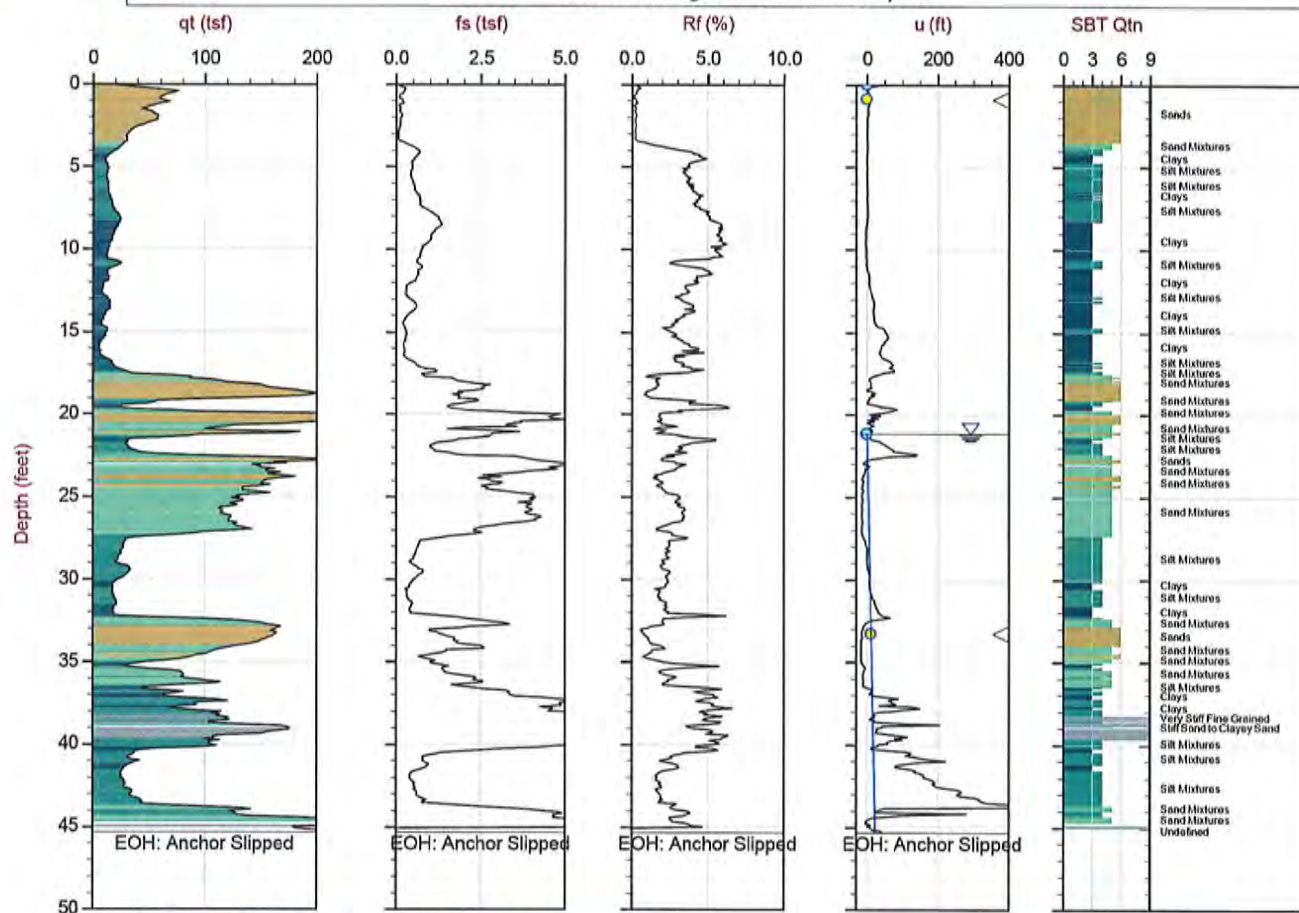 qt (tsf)
fs (tsf)
Rf (%)
u (ft)
SBT Qtn
0
100
200
0.0
2.5
5.0
0.0
5.0
10.0
0
200
400
0
3
6
9
Depth (feet)
0
5
10
15
20
25
30
35
40
45
50
Sands
Sand Mixtures
Clays
Silt Mixtures
Silt Mixtures
Clays
Silt Mixtures
Clays
Silt Mixtures
Clays
Silt Mixtures
Clays
Silt Mixtures
Clays
Silt Mixtures
Silt Mixtures
Sand Mixtures
Sand Mixtures
Sand Mixtures
Sand Mixtures
Silt Mixtures
Silt Mixtures
Sands
Sand Mixtures
Sand Mixtures
Sand Mixtures
Silt Mixtures
Clays
Silt Mixtures
Clays
Sand Mixtures
Sands
Sand Mixtures
Sand Mixtures
Sand Mixtures
Silt Mixtures
Clays
Clays
Very Stiff Fine Grained
Stiff Sand to Clayey Sand
Silt Mixtures
Silt Mixtures
Silt Mixtures
Sand Mixtures
Sand Mixtures
Undefined
EOH: Anchor Slipped
EOH: Anchor Slipped
EOH: Anchor Slipped
EOH: Anchor Slipped